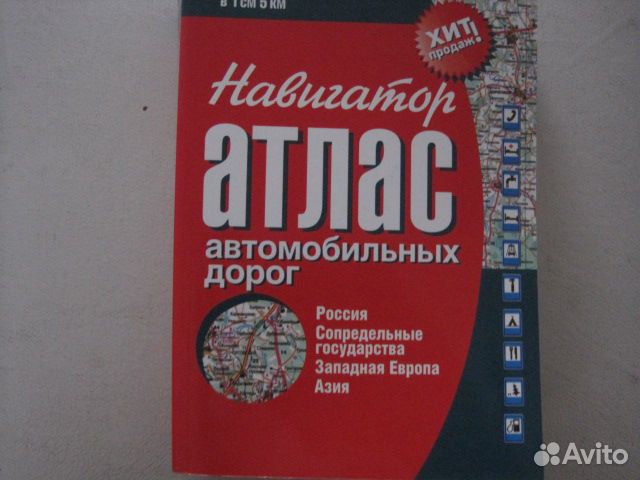 в 1 см 5 км
ХИТ
продаж!
Навигатор
атлас
автомобильных
дорог
Россия
Сопредельные
государства
Западная Европа
Азия
Avito